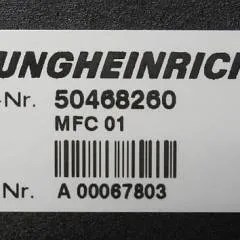 UNGHEINRICH
-Nr. 50468260
MFC 01
Nr. A 00067803